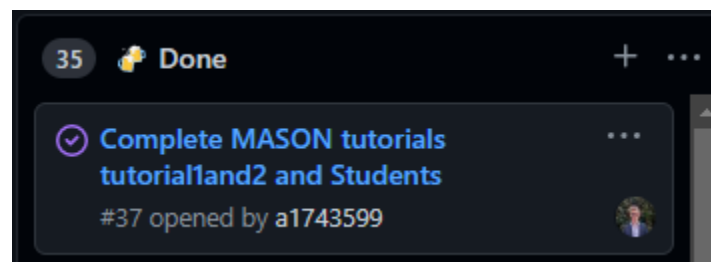 35 🍻 Done
Complete MASON tutorials
tutorial1and2 and Students
#37 opened by a1743599